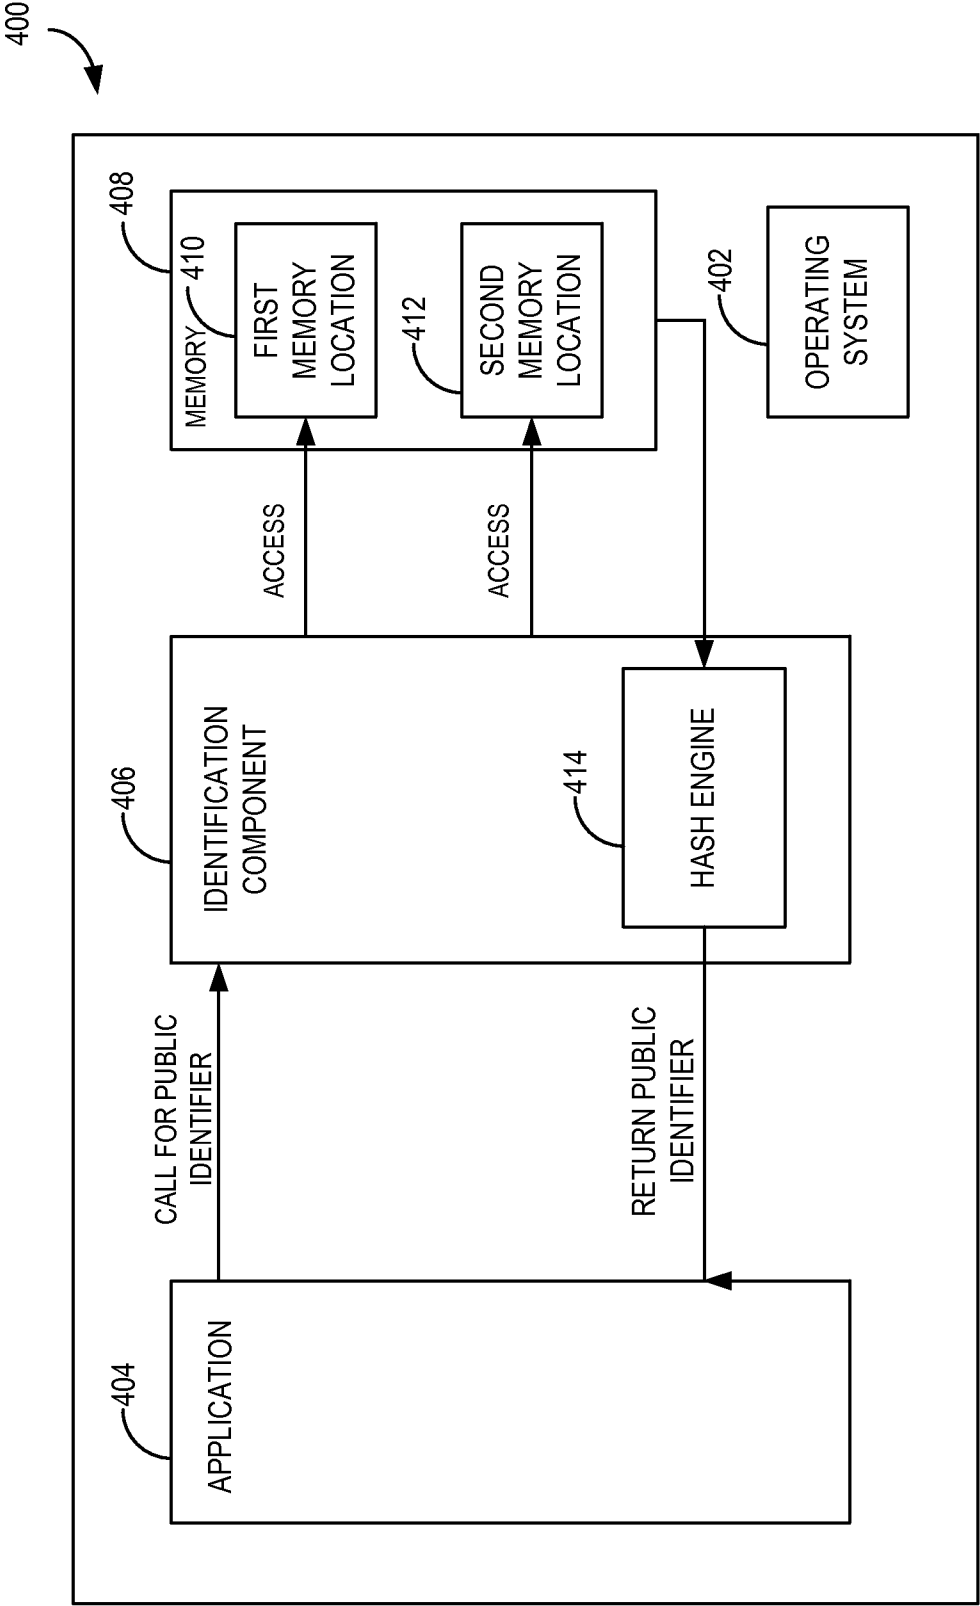 400
404
APPLICATION
CALL FOR PUBLIC
IDENTIFIER
RETURN PUBLIC
IDENTIFIER
406
IDENTIFICATION
COMPONENT
414
HASH ENGINE
ACCESS
ACCESS
408
MEMORY
410
FIRST
MEMORY
LOCATION
412
SECOND
MEMORY
LOCATION
402
OPERATING
SYSTEM